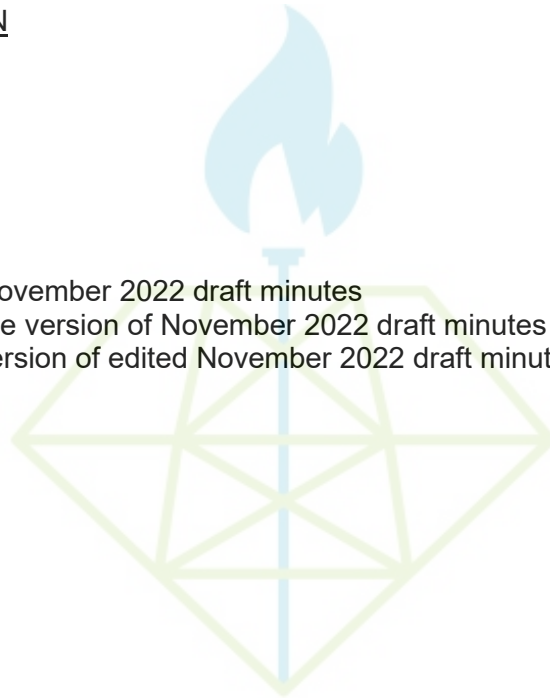 N
ovember 2022 draft minutes
e version of November 2022 draft minutes
ersion of edited November 2022 draft minut